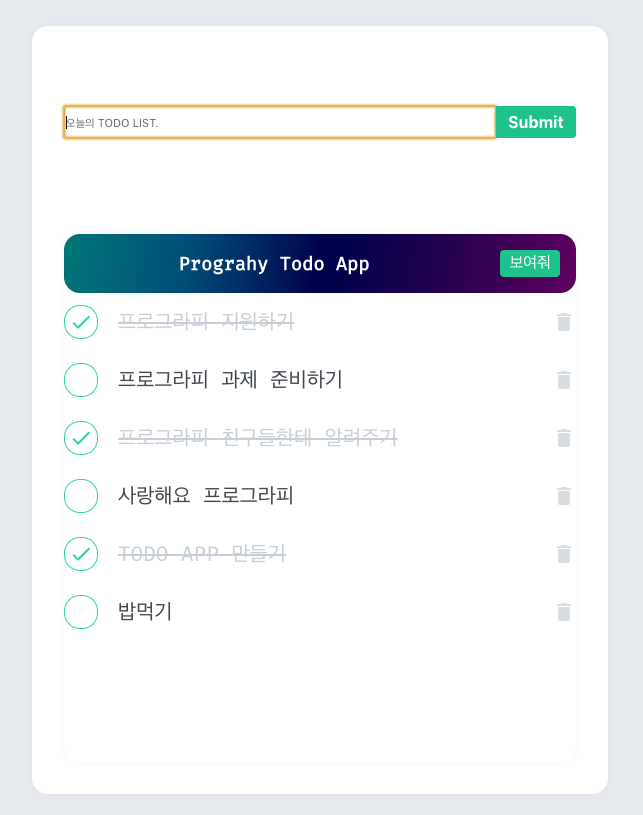 오늘의 TODO LIST.
Submit
Prograhy Todo App
보여줘
프로그라피 지원하기
프로그라피 과제 준비하기
프로그라피 친구들한테 알려주기
사랑해요 프로그라피
TODO APP 만들기
밥먹기